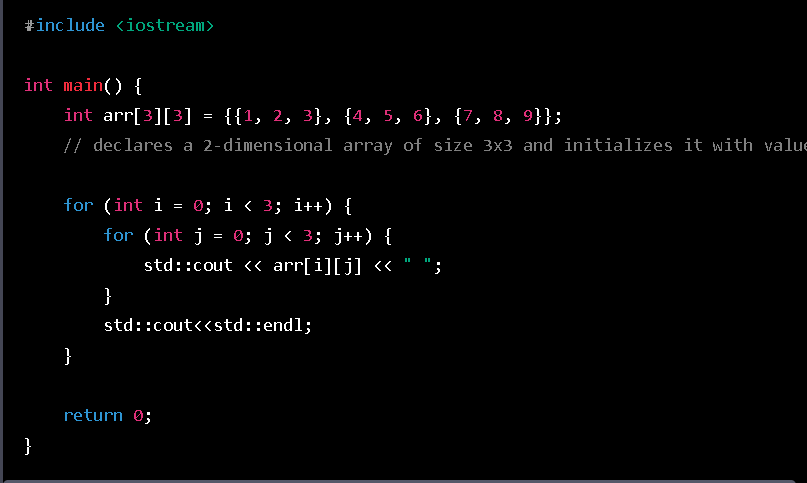 #include <iostream>
int main() {
    int arr[3][3] = {{1, 2, 3}, {4, 5, 6}, {7, 8, 9}};
    // declares a 2-dimensional array of size 3x3 and initializes it with value
    for (int i = 0; i < 3; i++) {
        for (int j = 0; j < 3; j++) {
            std::cout << arr[i][j] << " ";
        }
        std::cout<<std::endl;
    }
    return 0;
}